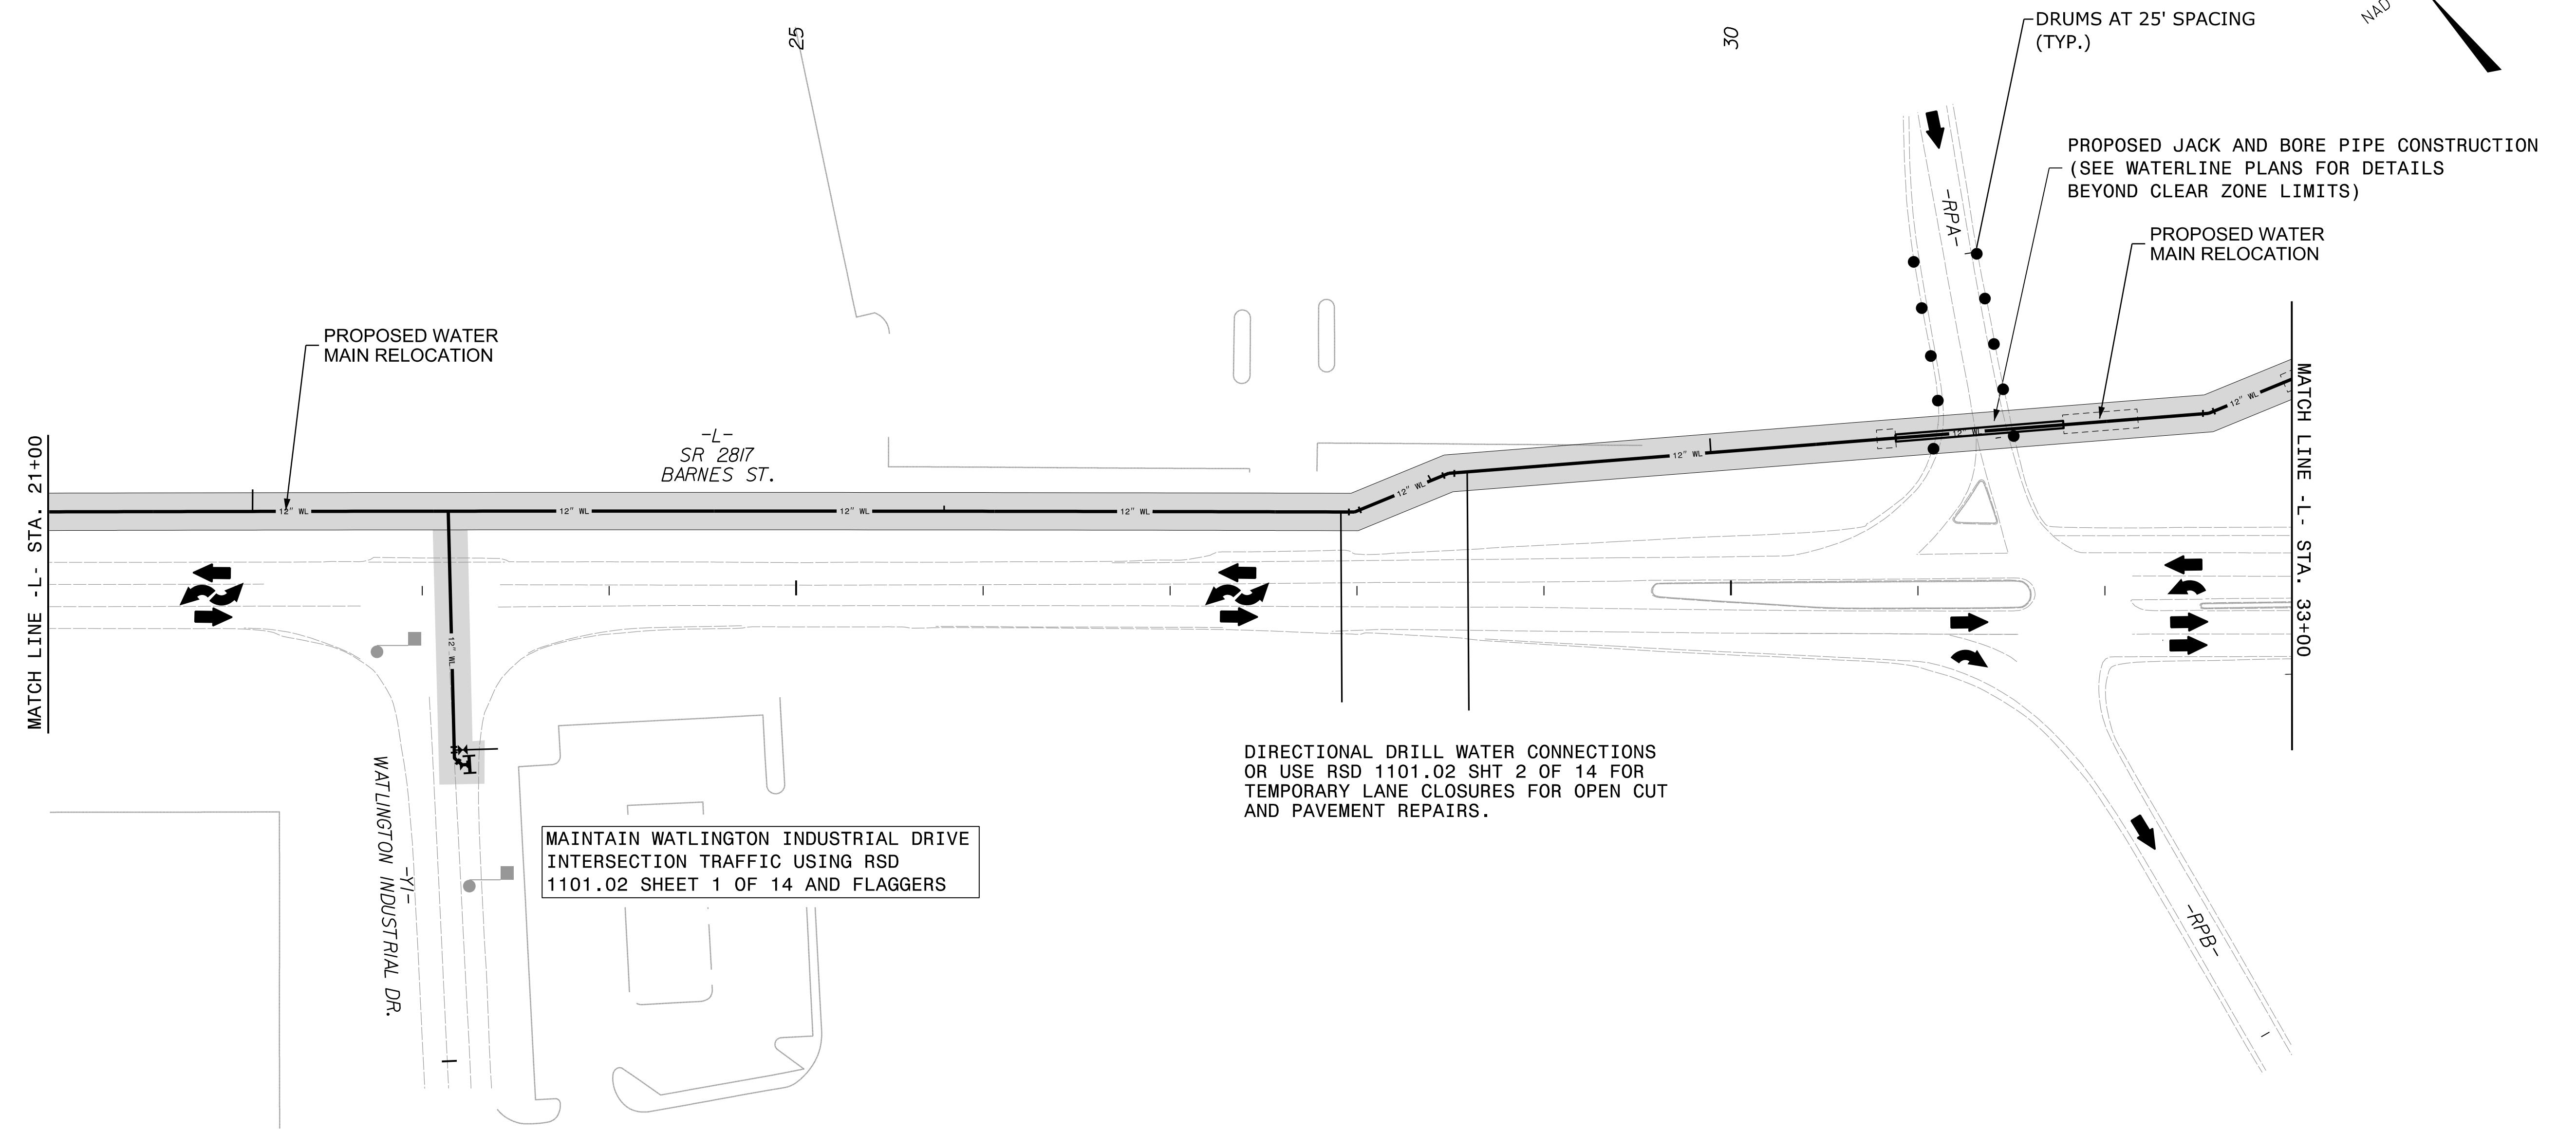 25
30
NAD
DRUMS AT 25' SPACING
(TYP.)
PROPOSED JACK AND BORE PIPE CONSTRUCTION
(SEE WATERLINE PLANS FOR DETAILS
BEYOND CLEAR ZONE LIMITS)
-RPA-
PROPOSED WATER
MAIN RELOCATION
PROPOSED WATER
MAIN RELOCATION
-L-
SR 2817
BARNES ST.
12" WL
12" WL
12" WL
12" WL
12" WL
12" WL
12" WL
12" WL
12" WL
MATCH LINE -L- STA. 21+00
MATCH LINE -L- STA. 33+00
DIRECTIONAL DRILL WATER CONNECTIONS
OR USE RSD 1101.02 SHT 2 OF 14 FOR
TEMPORARY LANE CLOSURES FOR OPEN CUT
AND PAVEMENT REPAIRS.
MAINTAIN WATLINGTON INDUSTRIAL DRIVE
INTERSECTION TRAFFIC USING RSD
1101.02 SHEET 1 OF 14 AND FLAGGERS
-Y1-
WATLINGTON INDUSTRIAL DR.
-RPB-